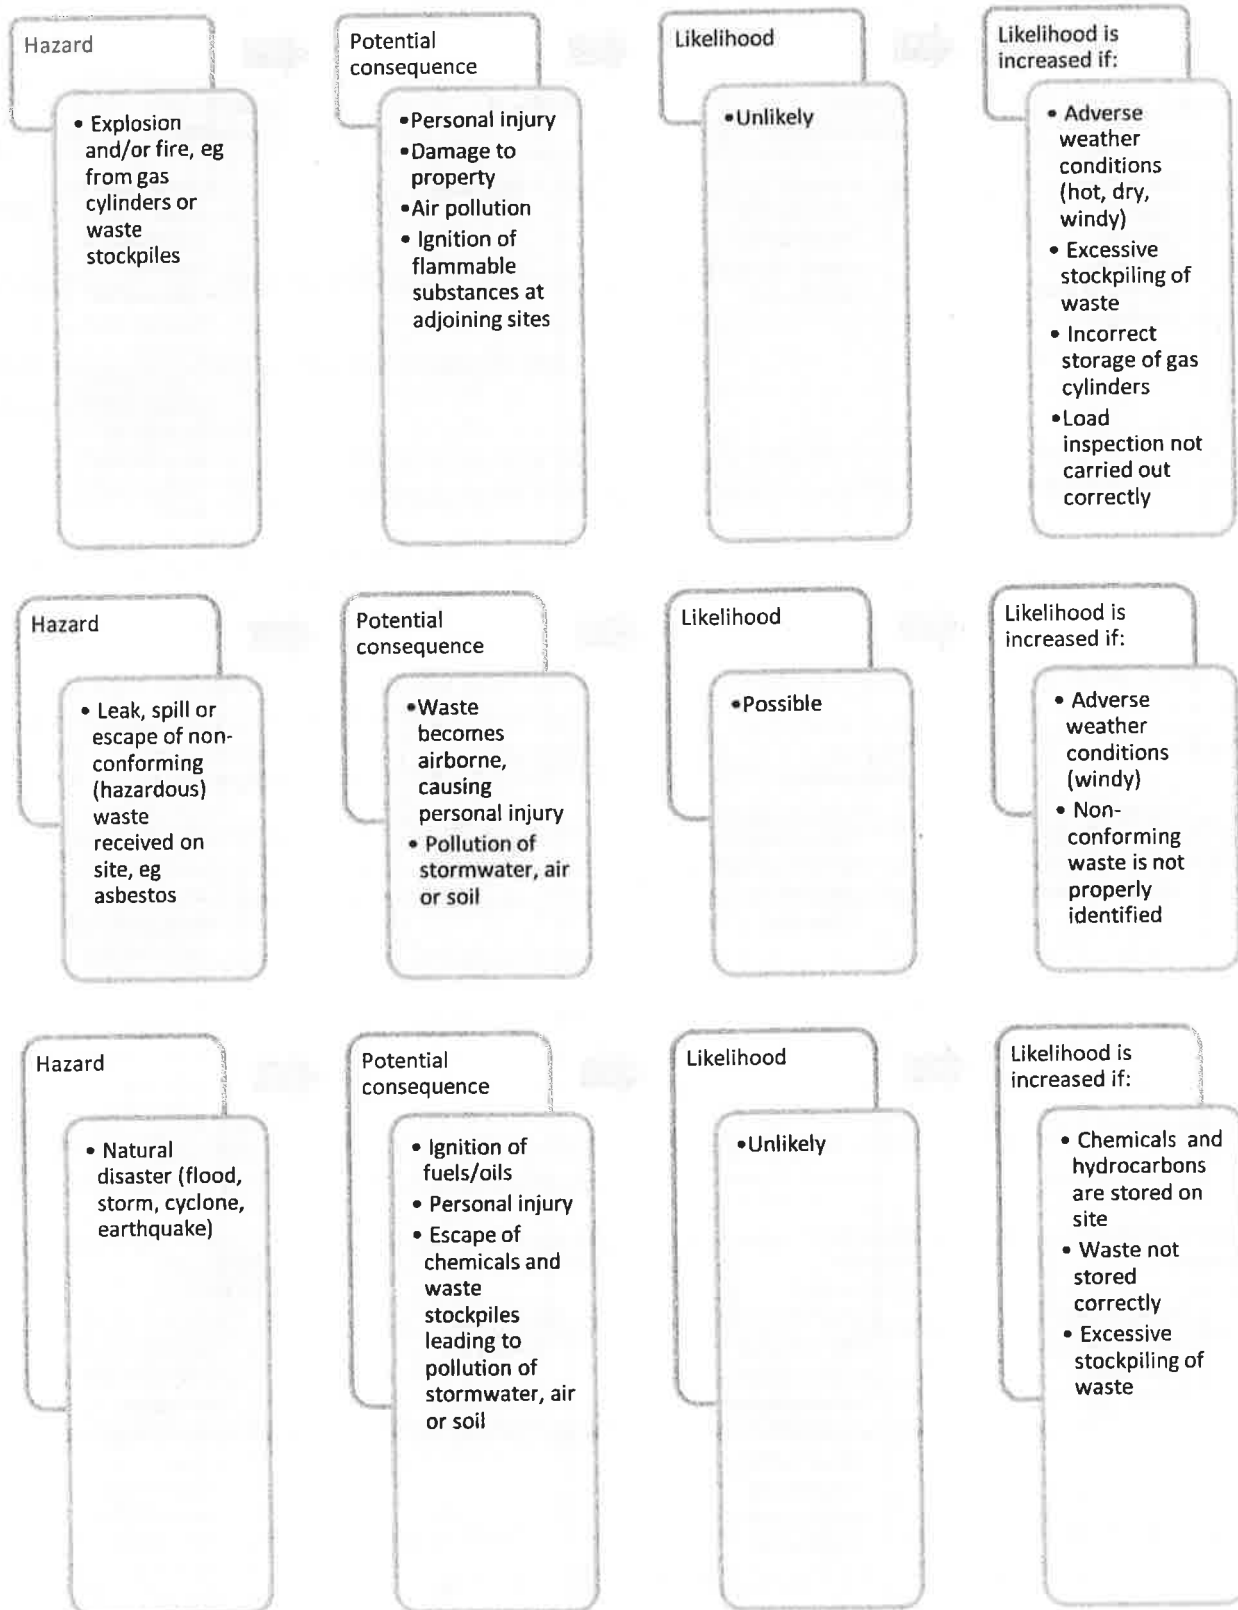 Hazard
• Explosion
and/or fire, eg
from gas
cylinders or
waste
stockpiles
Potential
consequence
•Personal injury
•Damage to
property
•Air pollution
• Ignition of
flammable
substances at
adjoining sites
Likelihood
•Unlikely
Likelihood is
increased if:
• Adverse
weather
conditions
(hot, dry,
windy)
• Excessive
stockpiling of
waste
• Incorrect
storage of gas
cylinders
•Load
inspection not
carried out
correctly
Hazard
• Leak, spill or
escape of non-
conforming
(hazardous)
waste
received on
site, eg
asbestos
Potential
consequence
•Waste
becomes
airborne,
causing
personal injury
• Pollution of
stormwater, air
or soil
Likelihood
•Possible
Likelihood is
increased if:
• Adverse
weather
conditions
(windy)
• Non-
conforming
waste is not
properly
identified
Hazard
• Natural
disaster (flood,
storm, cyclone,
earthquake)
Potential
consequence
• Ignition of
fuels/oils
• Personal injury
• Escape of
chemicals and
waste
stockpiles
leading to
pollution of
stormwater, air
or soil
Likelihood
•Unlikely
Likelihood is
increased if:
• Chemicals and
hydrocarbons
are stored on
site
• Waste not
stored
correctly
• Excessive
stockpiling of
waste